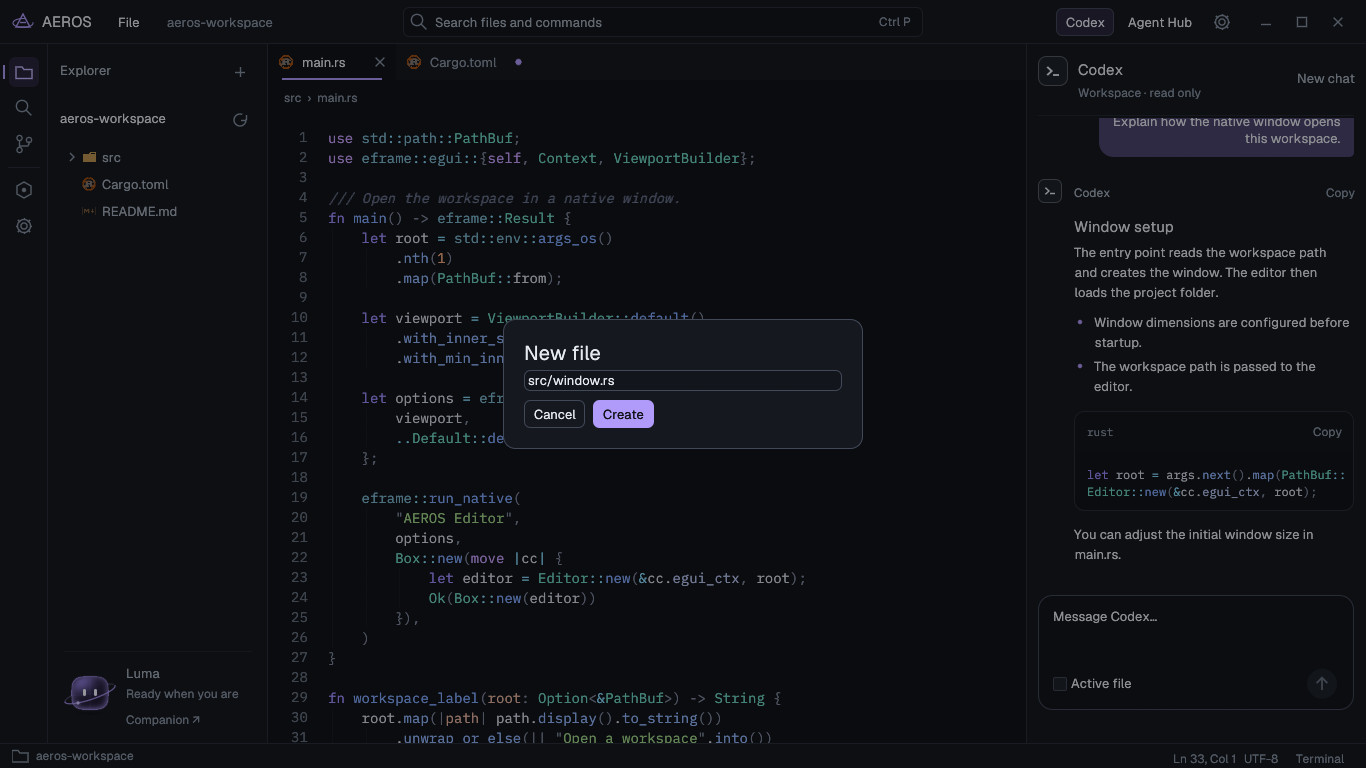 AEROS File aeros-workspace Search files and commands Ctrl P Codex Agent Hub
Explorer
aeros-workspace
src
Cargo.toml
README.md
Luma
Ready when you are
Companion ↗
main.rs Cargo.toml
src › main.rs
1 use std::path::PathBuf;
2 use eframe::egui::{self, Context, ViewportBuilder};
3
4 /// Open the workspace in a native window.
5 fn main() -> eframe::Result {
6 let root = std::env::args_os()
7 .nth(1)
8 .map(PathBuf::from);
9
10 let viewport = ViewportBuilder::default()
11 .with_inner_s
12 .with_min_inn
13
14 let options = efr
15 viewport,
16 ..Default::de
17 };
18
19 eframe::run_native(
20 "AEROS Editor",
21 options,
22 Box::new(move |cc| {
23 let editor = Editor::new(&cc.egui_ctx, root);
24 Ok(Box::new(editor))
25 }),
26 )
27 }
28
29 fn workspace_label(root: Option<&PathBuf>) -> String {
30 root.map(|path| path.display().to_string())
31 .unwrap_or_else(|| "Open a workspace".into())
New file
src/window.rs
Cancel Create
Codex
Workspace · read only
New chat
Explain how the native window opens
this workspace.
Codex Copy
Window setup
The entry point reads the workspace path
and creates the window. The editor then
loads the project folder.
• Window dimensions are configured before
startup.
• The workspace path is passed to the
editor.
rust Copy
let root = args.next().map(PathBuf::
Editor::new(&cc.egui_ctx, root);
You can adjust the initial window size in
main.rs.
Message Codex…
Active file
aeros-workspace Ln 33, Col 1 UTF-8 Terminal